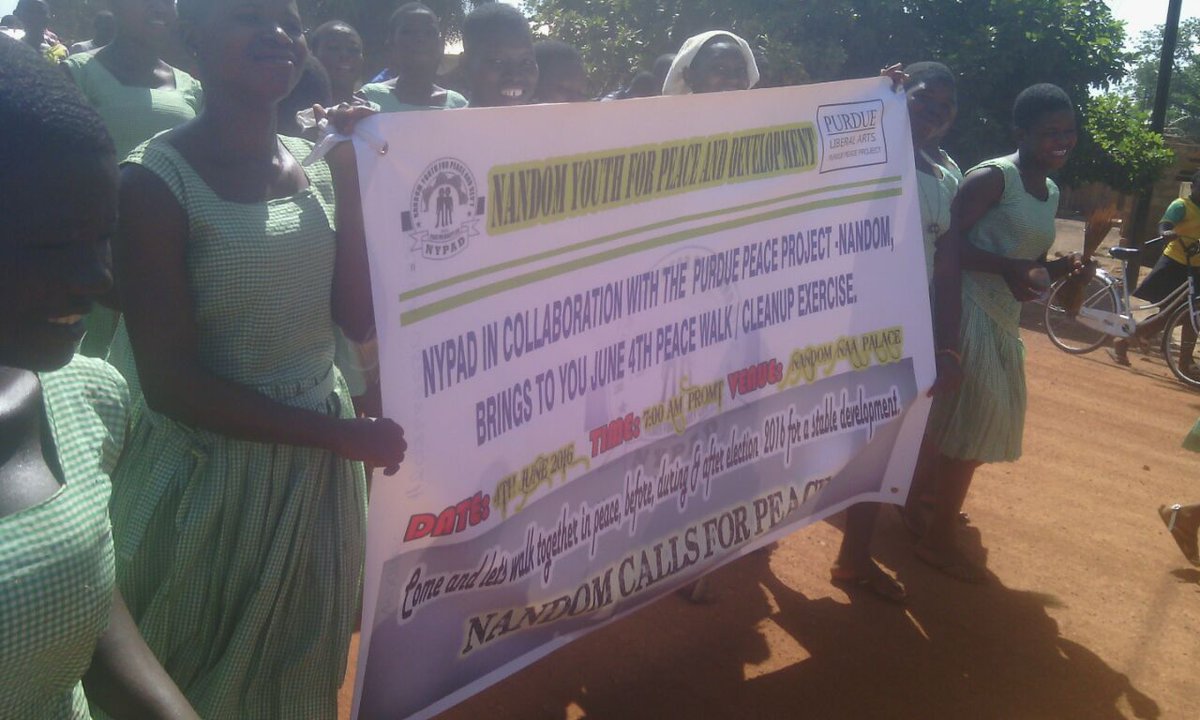 NANDOM YOUTH FOR PEACE AND DEVELOPMENT
PURDUE
LIBERAL ARTS
PEACE PROJECT
NYPAD
NYPAD IN COLLABORATION WITH THE PURDUE PEACE PROJECT -NANDOM,
BRINGS TO YOU JUNE 4TH PEACE WALK / CLEANUP EXERCISE.
DATE: 4TH JUNE 2016 TIME: 7:00 AM PROMT VENUE: NANDOM NAA PALACE
Come and lets walk together in peace, before, during & after election 2016 for a stable development.
NANDOM CALLS FOR PEAC